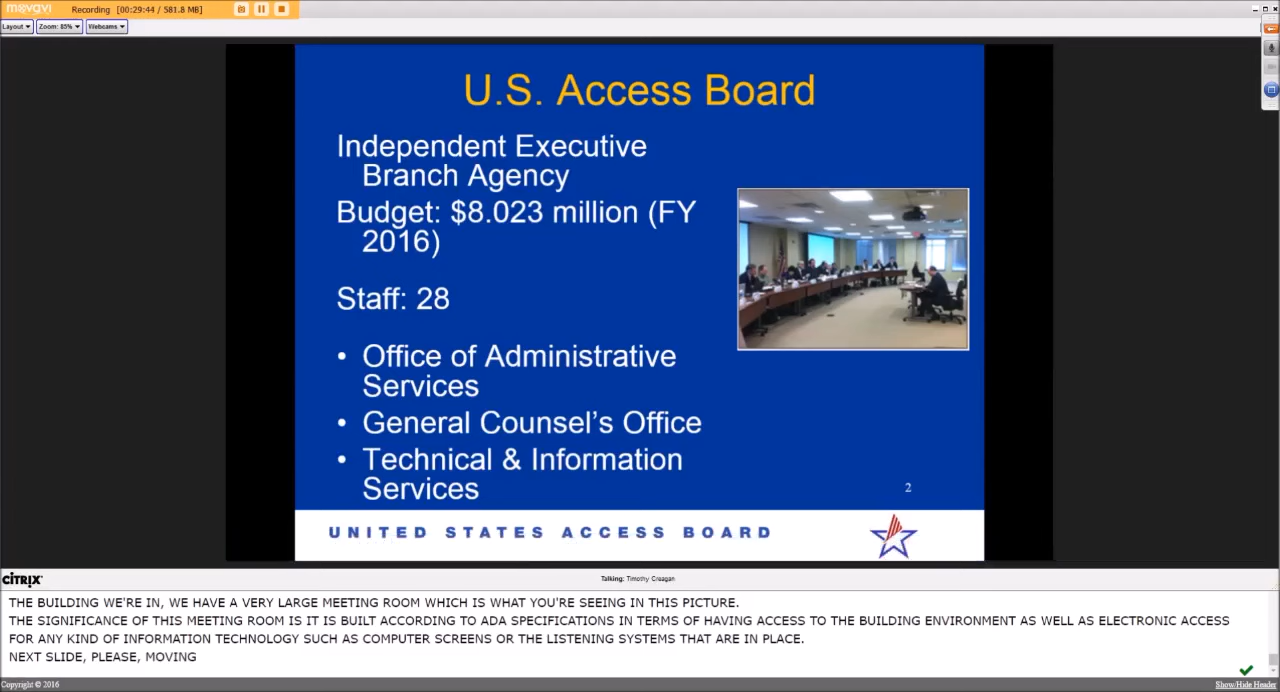 movavi Recording [00:29:44 / 581.8 MB]
Layout Zoom: 85% Webcams
U.S. Access Board
Independent Executive
Branch Agency
Budget: $8.023 million (FY
2016)
Staff: 28
• Office of Administrative
Services
• General Counsel’s Office
• Technical & Information
Services
2
UNITED STATES ACCESS BOARD
CİTRIX
Talking: Timothy Creagan
THE BUILDING WE'RE IN, WE HAVE A VERY LARGE MEETING ROOM WHICH IS WHAT YOU'RE SEEING IN THIS PICTURE.
THE SIGNIFICANCE OF THIS MEETING ROOM IS IT IS BUILT ACCORDING TO ADA SPECIFICATIONS IN TERMS OF HAVING ACCESS TO THE BUILDING ENVIRONMENT AS WELL AS ELECTRONIC ACCESS
FOR ANY KIND OF INFORMATION TECHNOLOGY SUCH AS COMPUTER SCREENS OR THE LISTENING SYSTEMS THAT ARE IN PLACE.
NEXT SLIDE, PLEASE, MOVING
Copyright © 2016 Show/Hide Header